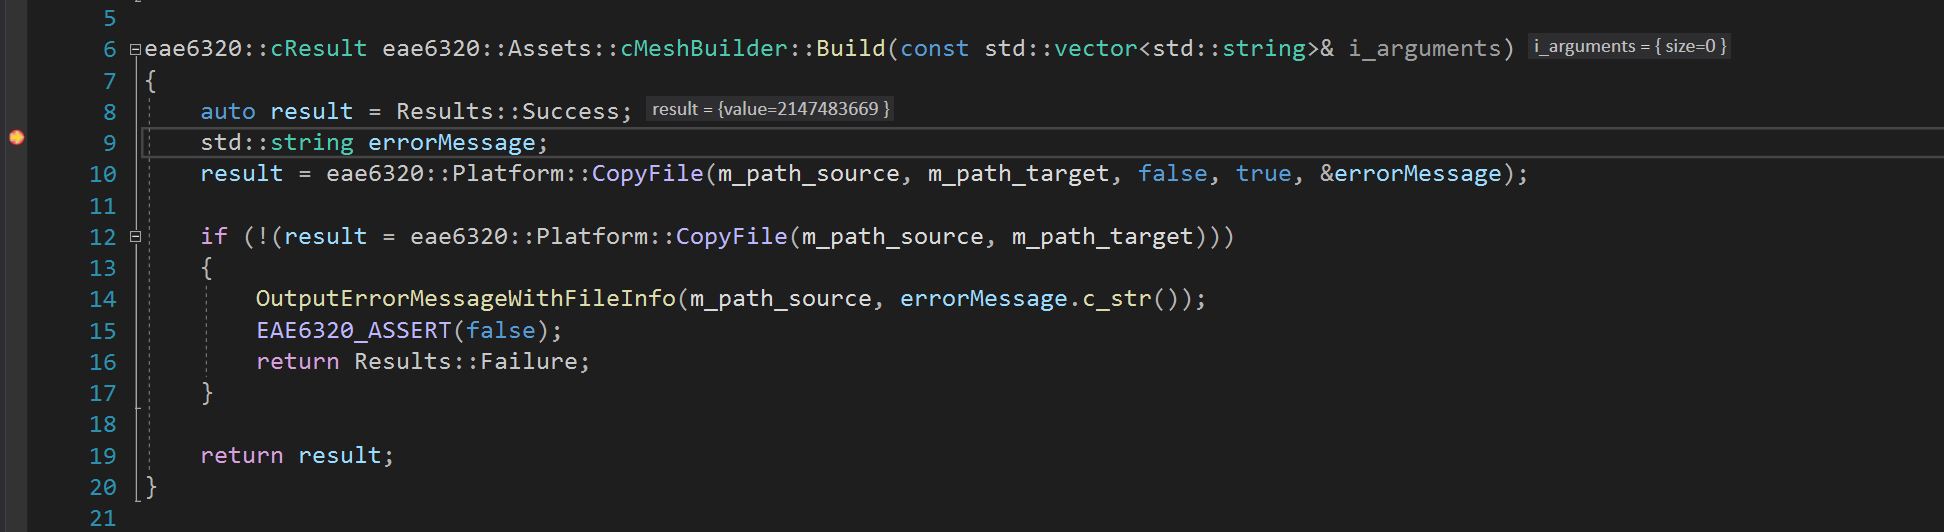 5
6 eae6320::cResult eae6320::Assets::cMeshBuilder::Build(const std::vector<std::string>& i_arguments) i_arguments = { size=0 }
7 {
8 auto result = Results::Success; result = {value=2147483669 }
9 std::string errorMessage;
10 result = eae6320::Platform::CopyFile(m_path_source, m_path_target, false, true, &errorMessage);
11
12 if (!(result = eae6320::Platform::CopyFile(m_path_source, m_path_target)))
13 {
14 OutputErrorMessageWithFileInfo(m_path_source, errorMessage.c_str());
15 EAE6320_ASSERT(false);
16 return Results::Failure;
17 }
18
19 return result;
20 }
21